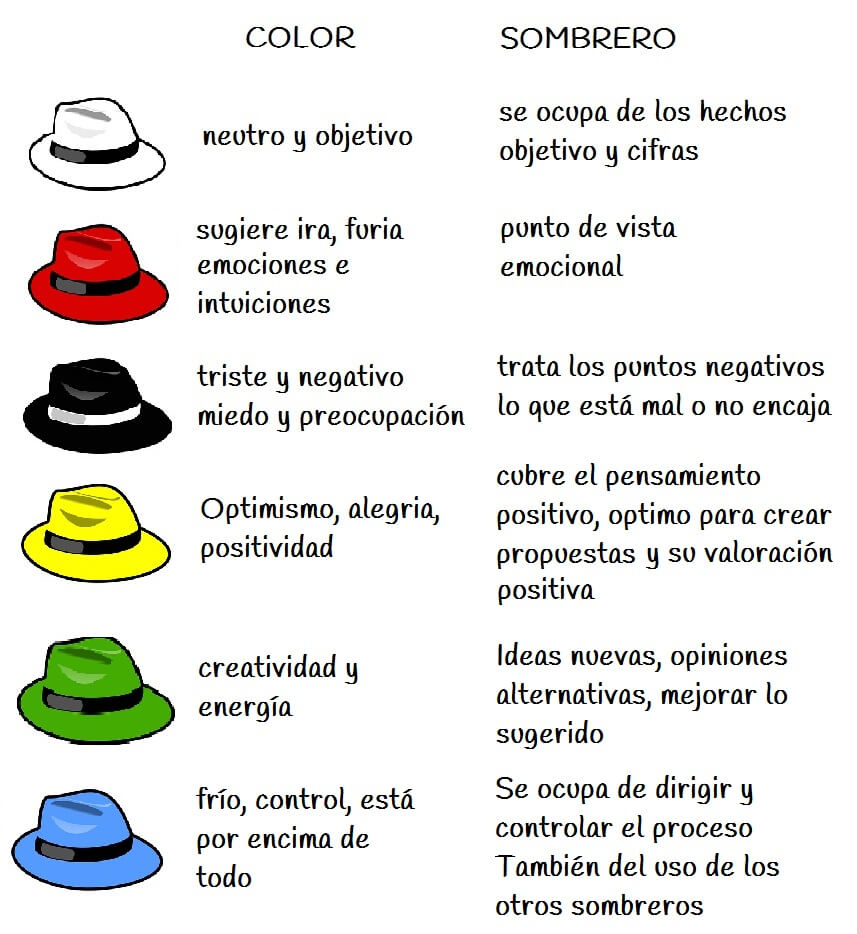 COLOR
SOMBRERO
neutro y objetivo
se ocupa de los hechos
objetivo y cifras
sugiere ira, furia
emociones e
intuiciones
punto de vista
emocional
triste y negativo
miedo y preocupación
trata los puntos negativos
lo que está mal o no encaja
Optimismo, alegria,
positividad
cubre el pensamiento
positivo, optimo para crear
propuestas y su valoración
positiva
creatividad y
energía
Ideas nuevas, opiniones
alternativas, mejorar lo
sugerido
frío, control, está
por encima de
todo
Se ocupa de dirigir y
controlar el proceso
También del uso de los
otros sombreros